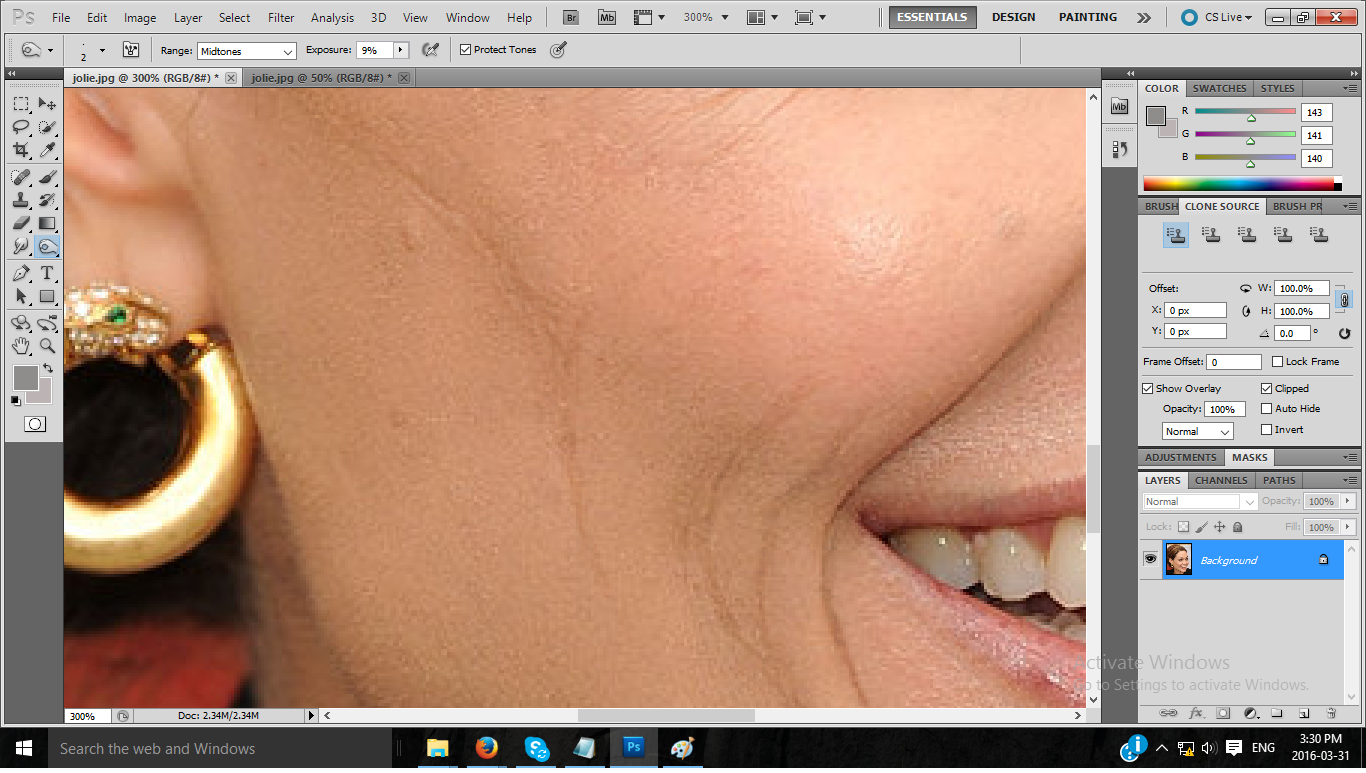 Ps File Edit Image Layer Select Filter Analysis 3D View Window Help Br Mb 300% ESSENTIALS DESIGN PAINTING CS Live
2 Range: Midtones Exposure: 9% Protect Tones
jolie.jpg @ 300% (RGB/8#) * jolie.jpg @ 50% (RGB/8#) *
COLOR SWATCHES STYLES
Mb
R 143
G 141
B 140
BRUSH CLONE SOURCE BRUSH PR
T
Offset: W: 100.0%
X: 0 px H: 100.0%
Y: 0 px 0.0 °
Frame Offset: 0 Lock Frame
Show Overlay Clipped
Opacity: 100% Auto Hide
Normal Invert
ADJUSTMENTS MASKS
LAYERS CHANNELS PATHS
Normal Opacity: 100%
Lock: Fill: 100%
Background
Activate Windows
Go to Settings to activate Windows.
300% Doc: 2.34M/2.34M fx
Search the web and Windows Ps ENG 3:30 PM
2016-03-31